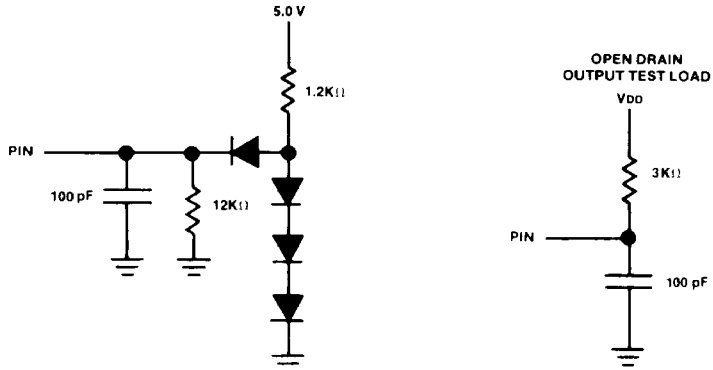 5.0 V
1.2KΩ
PIN
100 pF
12KΩ
OPEN DRAIN
OUTPUT TEST LOAD
VDD
3KΩ
PIN
100 pF